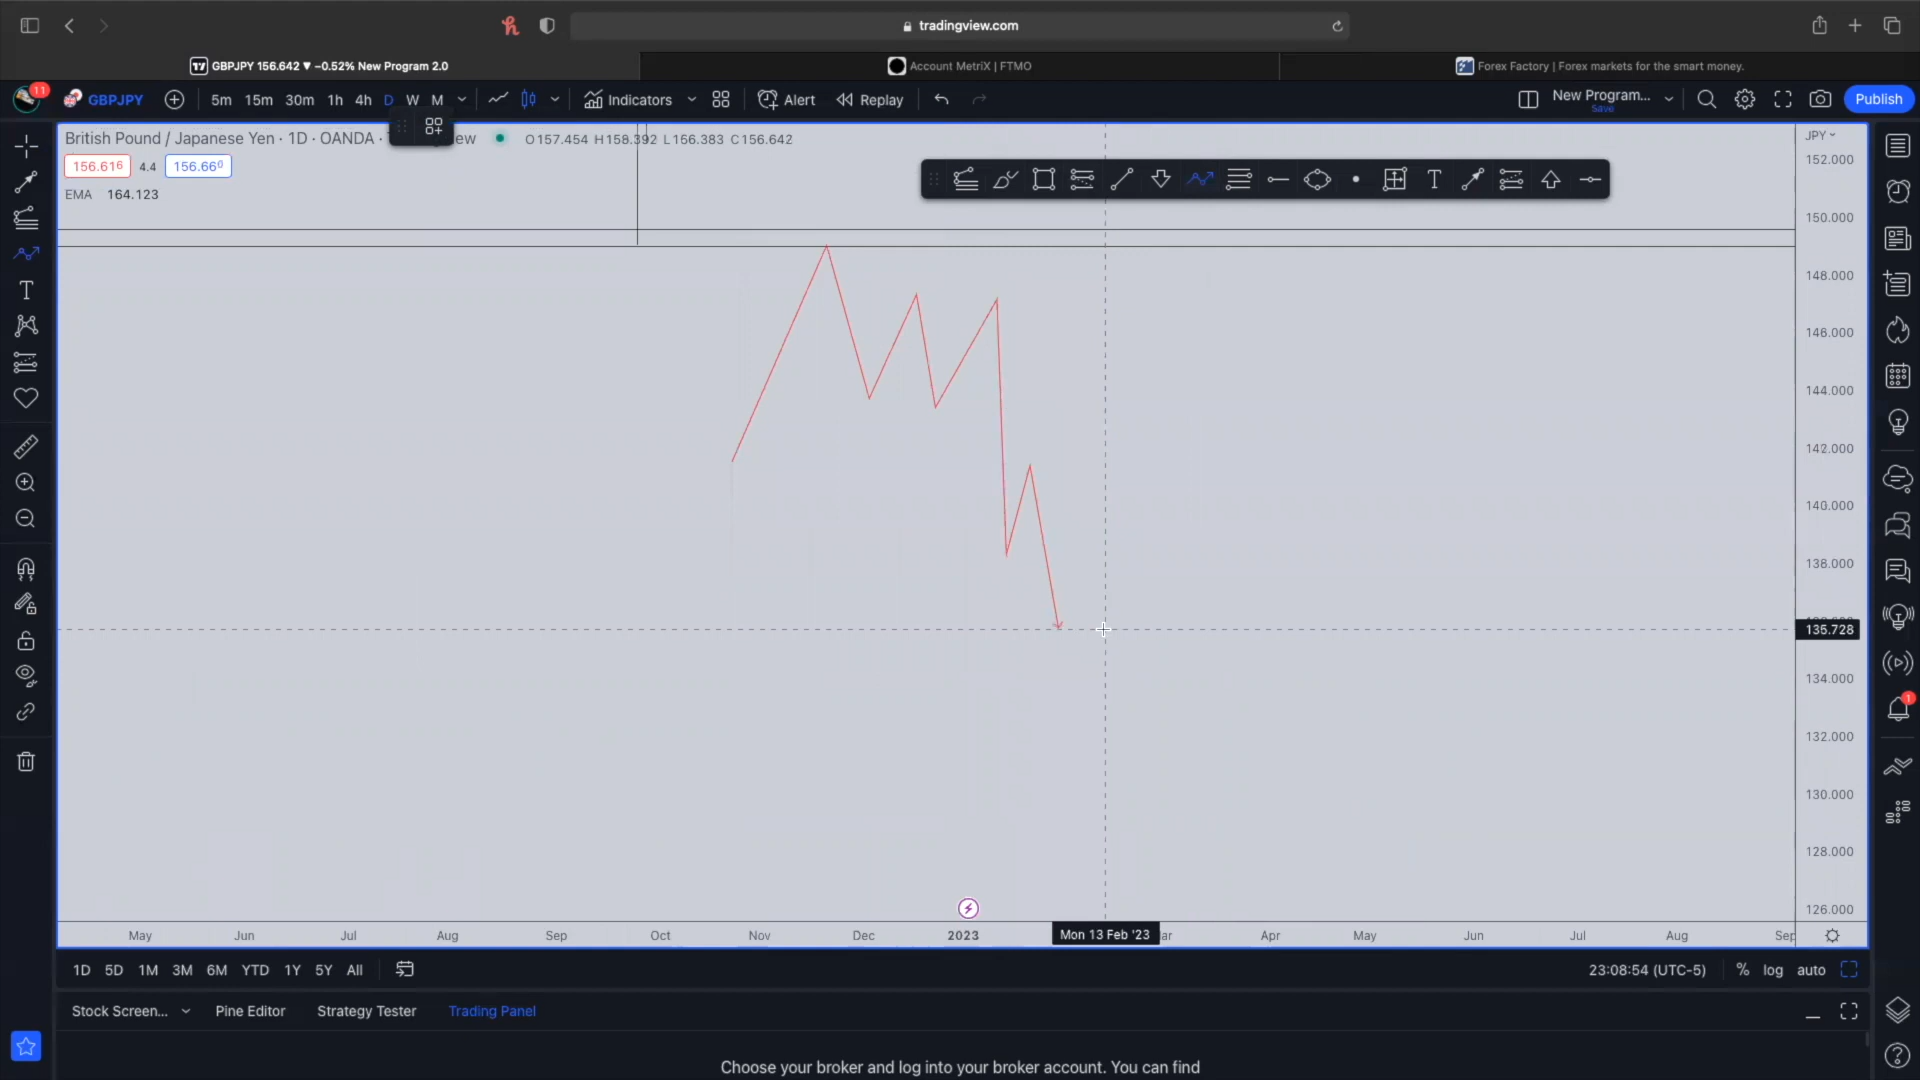 tradingview.com
GBPJPY 156.642 ▼ −0.52% New Program 2.0
Account MetriX | FTMO
Forex Factory | Forex markets for the smart money.
11
GBPJPY
5m 15m 30m 1h 4h D W M
Indicators
Alert
Replay
New Program...
Save
Publish
British Pound / Japanese Yen · 1D · OANDA ·
O157.454 H158.392 L156.383 C156.642
JPY
156.616 4.4 156.660
EMA 164.123
152.000
150.000
148.000
146.000
144.000
142.000
140.000
138.000
135.728
134.000
132.000
130.000
128.000
126.000
1
May Jun Jul Aug Sep Oct Nov Dec 2023 Mon 13 Feb '23 ar Apr May Jun Jul Aug Sep
1D 5D 1M 3M 6M YTD 1Y 5Y All
23:08:54 (UTC-5) % log auto
Stock Screen... Pine Editor Strategy Tester Trading Panel
Choose your broker and log into your broker account. You can find